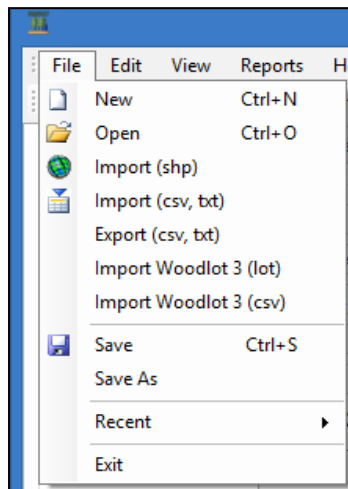 File Edit View Reports H
New Ctrl+N
Open Ctrl+O
Import (shp)
Import (csv, txt)
Export (csv, txt)
Import Woodlot 3 (lot)
Import Woodlot 3 (csv)
Save Ctrl+S
Save As
Recent
Exit